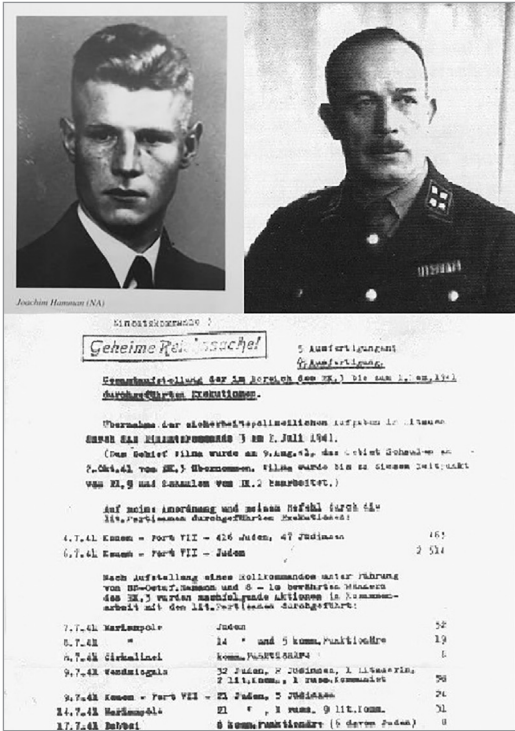 Joachim Hamman (NA)
Einsatzkommando 3
Geheime Reichssache!
5 Ausfertigungen:
4. Ausfertigung.
Gesamtaufstellung der im Bereich des EK.3 bis zum 1.Dez.1941
durchgeführten Exekutionen.
Übernahme der sicherheitspolizeilichen Aufgaben in Litauen
durch das Einsatzkommando 3 am 2. Juli 1941.
(Das Gebiet Wilna wurde am 9.Aug.41, das Gebiet Schaulen am
2.Okt.41 vom EK.3 übernommen. Wilna wurde bis zu diesem Zeitpunkt
vom EK.9 und Schaulen vom EK.2 bearbeitet.)
Auf meine Anordnung und meinen Befehl durch die
lit.Partisanen durchgeführten Exekutionen:
4.7.41 Kauen - Fort VII - 416 Juden, 47 Jüdinnen 463
6.7.41 Kauen - Fort VII - Juden 2 514
Nach Aufstellung eines Rollkommandos unter Führung
von SS-Ostuf.Hamann und 8 - 10 bewährten Männern
des EK.3 wurden nachfolgende Aktionen in Zusammen-
arbeit mit den lit.Partisanen durchgeführt:
7.7.41 Mariampole Juden 32
8.7.41 " 14 " und 5 komm.Funktionäre 19
8.7.41 Girkalinei komm.Funktionäre 6
9.7.41 Wendziogala 32 Juden, 2 Jüdinnen, 1 Litauerin,
2 lit.Komm., 1 russ.Kommunist 38
9.7.41 Kauen - Fort VII - 21 Juden, 3 Jüdinnen 24
14.7.41 Mariampole 21 " , 1 russ. 9 lit.Komm. 31
17.7.41 Babtei 8 komm.Funktionäre (6 davon Juden) 8